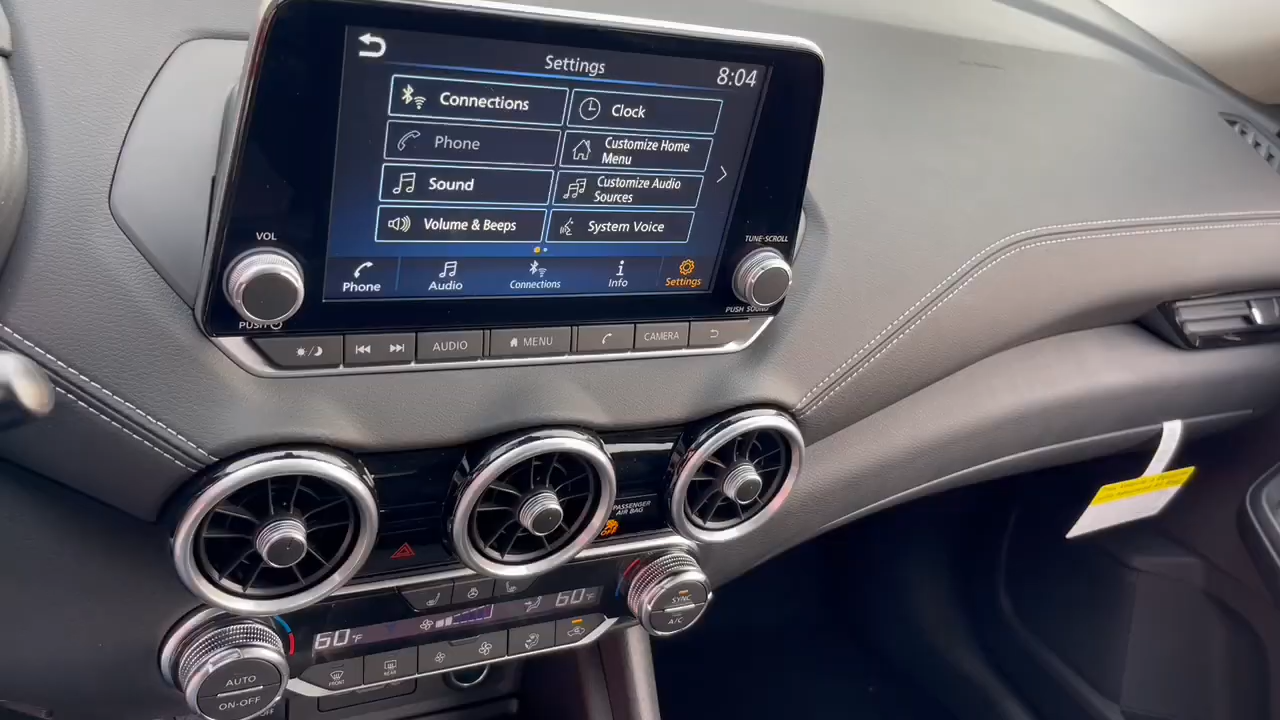 Settings
8:04
Connections
Clock
Phone
Customize Home
Menu
Sound
Customize Audio
Sources
Volume & Beeps
System Voice
Phone
Audio
Connections
Info
Settings
VOL
PUSH
TUNE·SCROLL
PUSH SOUND
AUDIO
MENU
CAMERA
PASSENGER
AIR BAG
OFF
60°F
60°F
SYNC
A/C
AUTO
ON·OFF
FRONT
REAR